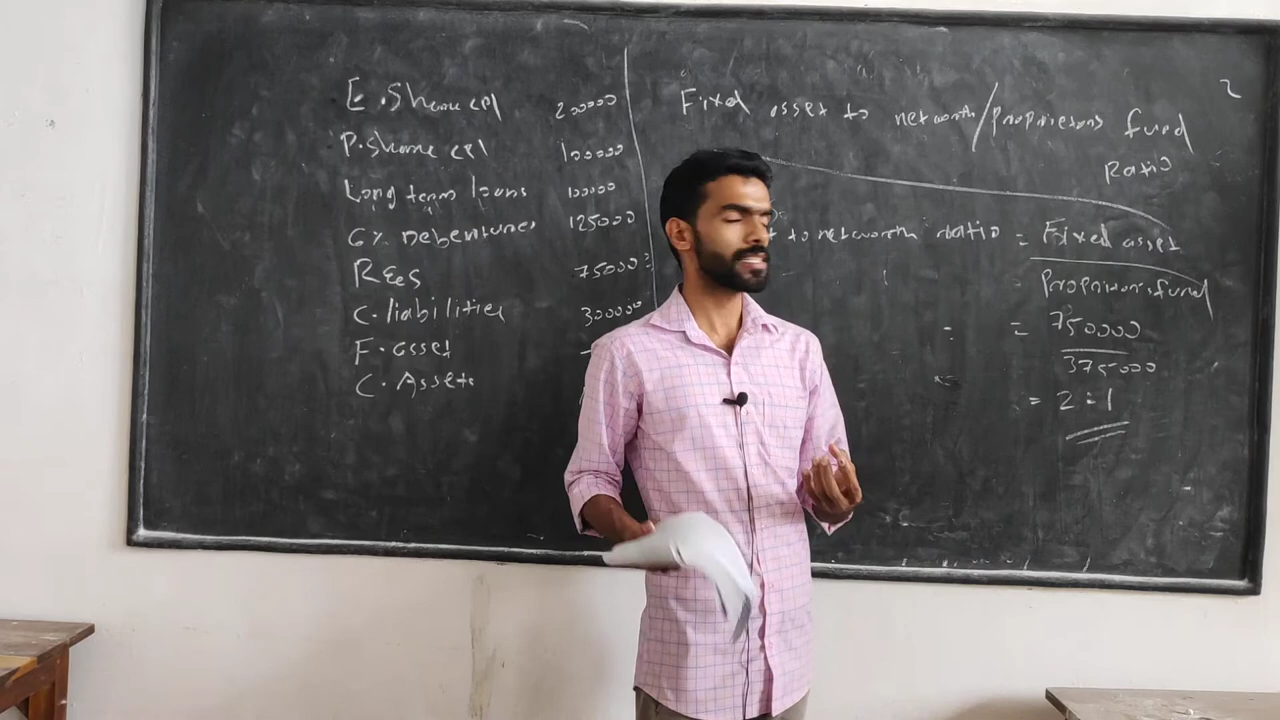 E. Share cpl 200000
P. Share cpl 100000
Long term loans 100000
6% Debentures 125000
R&S 75000
C. liabilities 300000
F. asset
C. Assets
2
Fixed asset to networth/Proprietors fund
Ratio
to networth ratio = Fixed asset
Proprietors fund
= 750000
375000
= 2:1